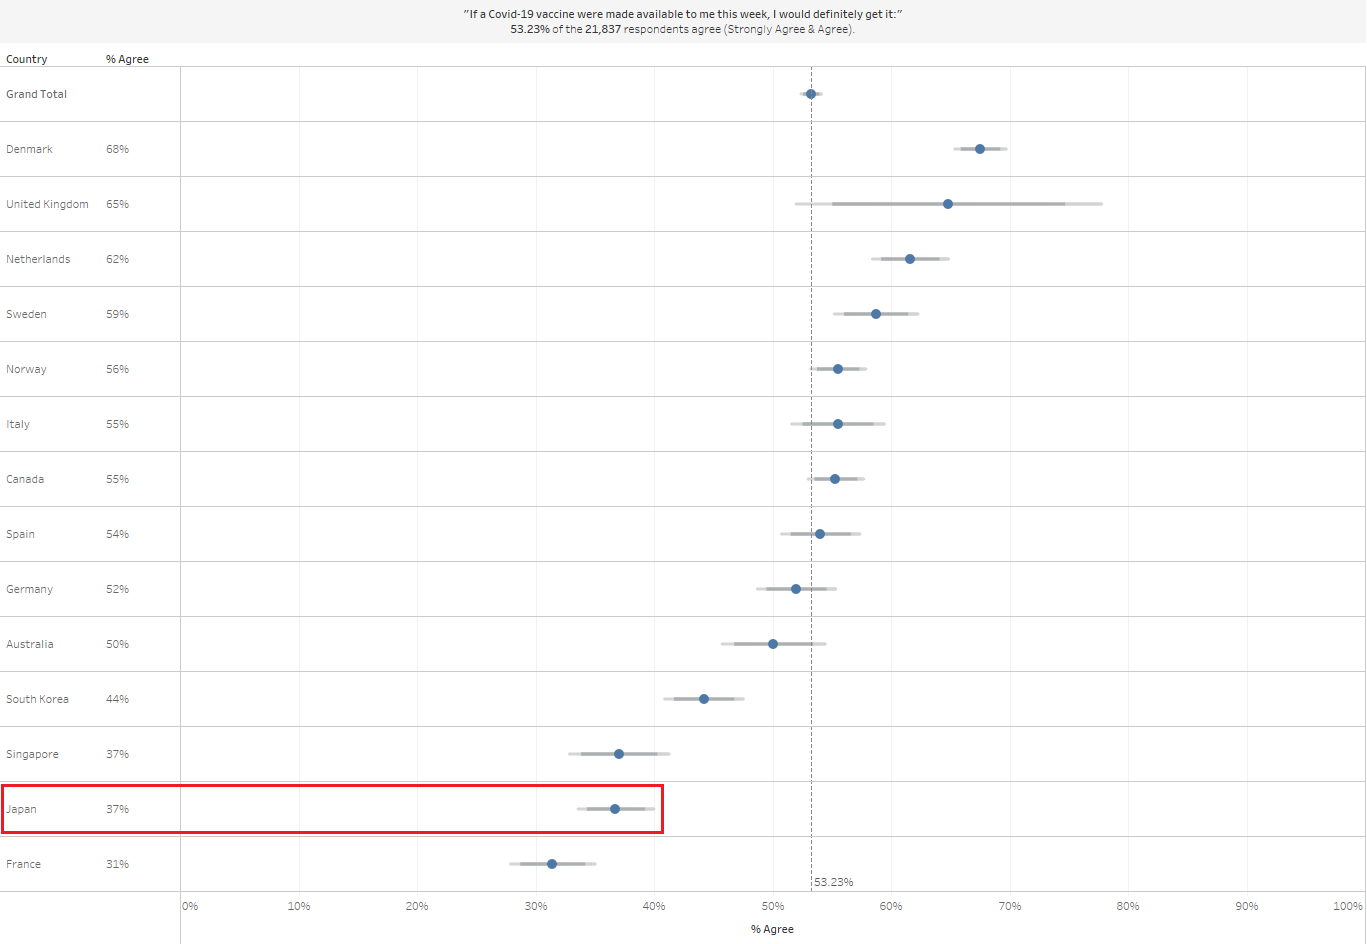 "If a Covid-19 vaccine were made available to me this week, I would definitely get it:"
53.23% of the 21,837 respondents agree (Strongly Agree & Agree).
Country % Agree
Grand Total
Denmark 68%
United Kingdom 65%
Netherlands 62%
Sweden 59%
Norway 56%
Italy 55%
Canada 55%
Spain 54%
Germany 52%
Australia 50%
South Korea 44%
Singapore 37%
Japan 37%
France 31%
53.23%
0% 10% 20% 30% 40% 50% 60% 70% 80% 90% 100%
% Agree